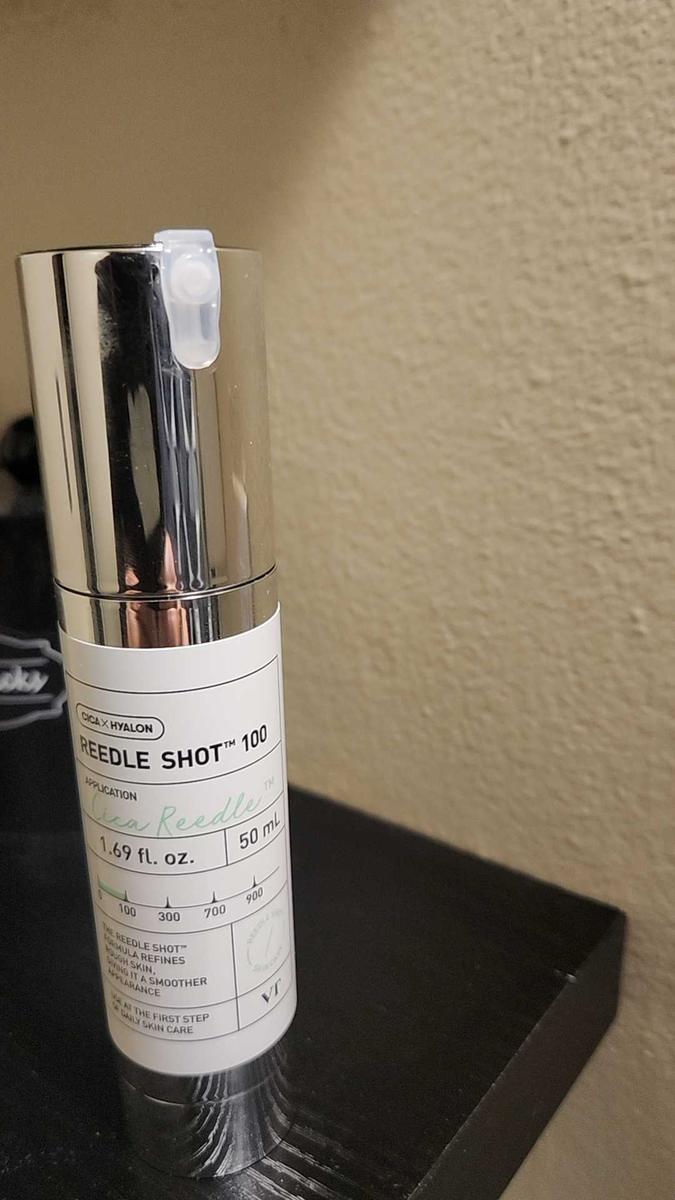 CICA X HYALON
REEDLE SHOT™ 100
APPLICATION
Cica Reedle™
1.69 fl. oz.
50 mL
0 100 300 700 900
THE REEDLE SHOT™
FORMULA REFINES
ROUGH SKIN,
GIVING IT A SMOOTHER
APPEARANCE
VT
USE AT THE FIRST STEP
OF DAILY SKIN CARE